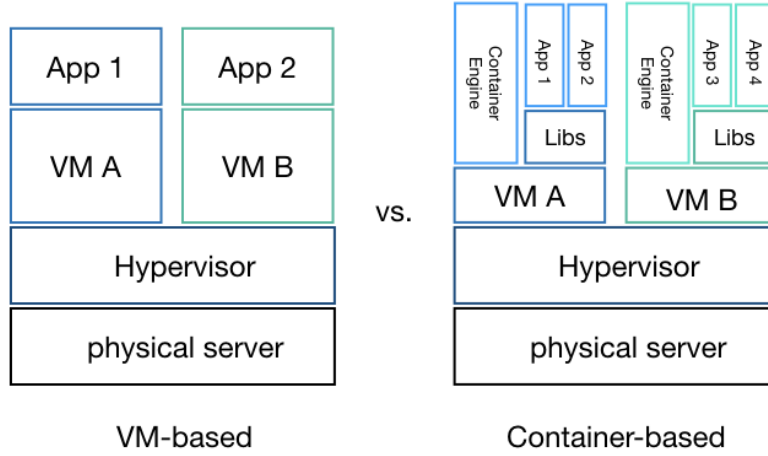 App 1
App 2
VM A
VM B
Hypervisor
physical server
VM-based
vs.
Container
Engine
App 1
App 2
Libs
VM A
Container
Engine
App 3
App 4
Libs
VM B
Hypervisor
physical server
Container-based